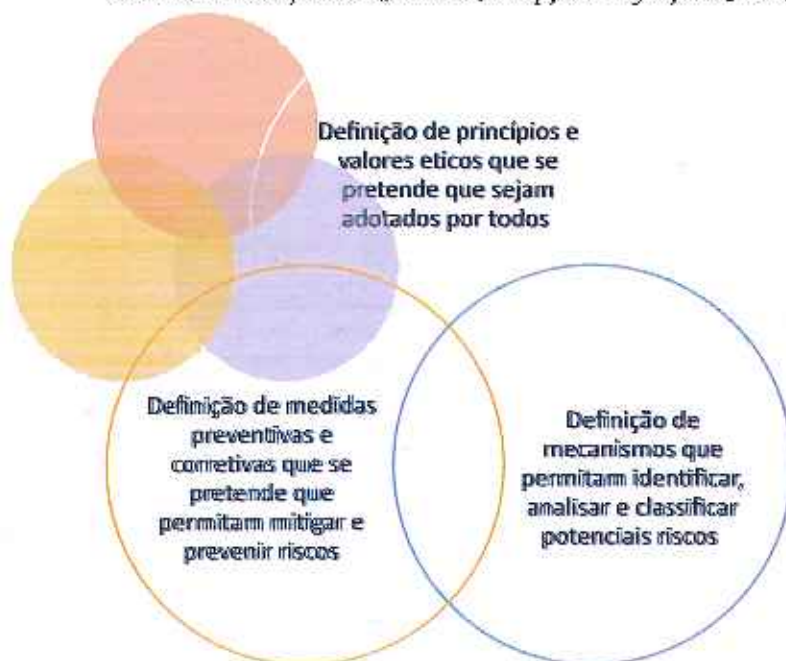 Definição de princípios e
valores eticos que se
pretende que sejam
adotados por todos
Definição de medidas
preventivas e
corretivas que se
pretende que
permitam mitigar e
prevenir riscos
Definição de
mecanismos que
permitam identificar,
analisar e classificar
potenciais riscos